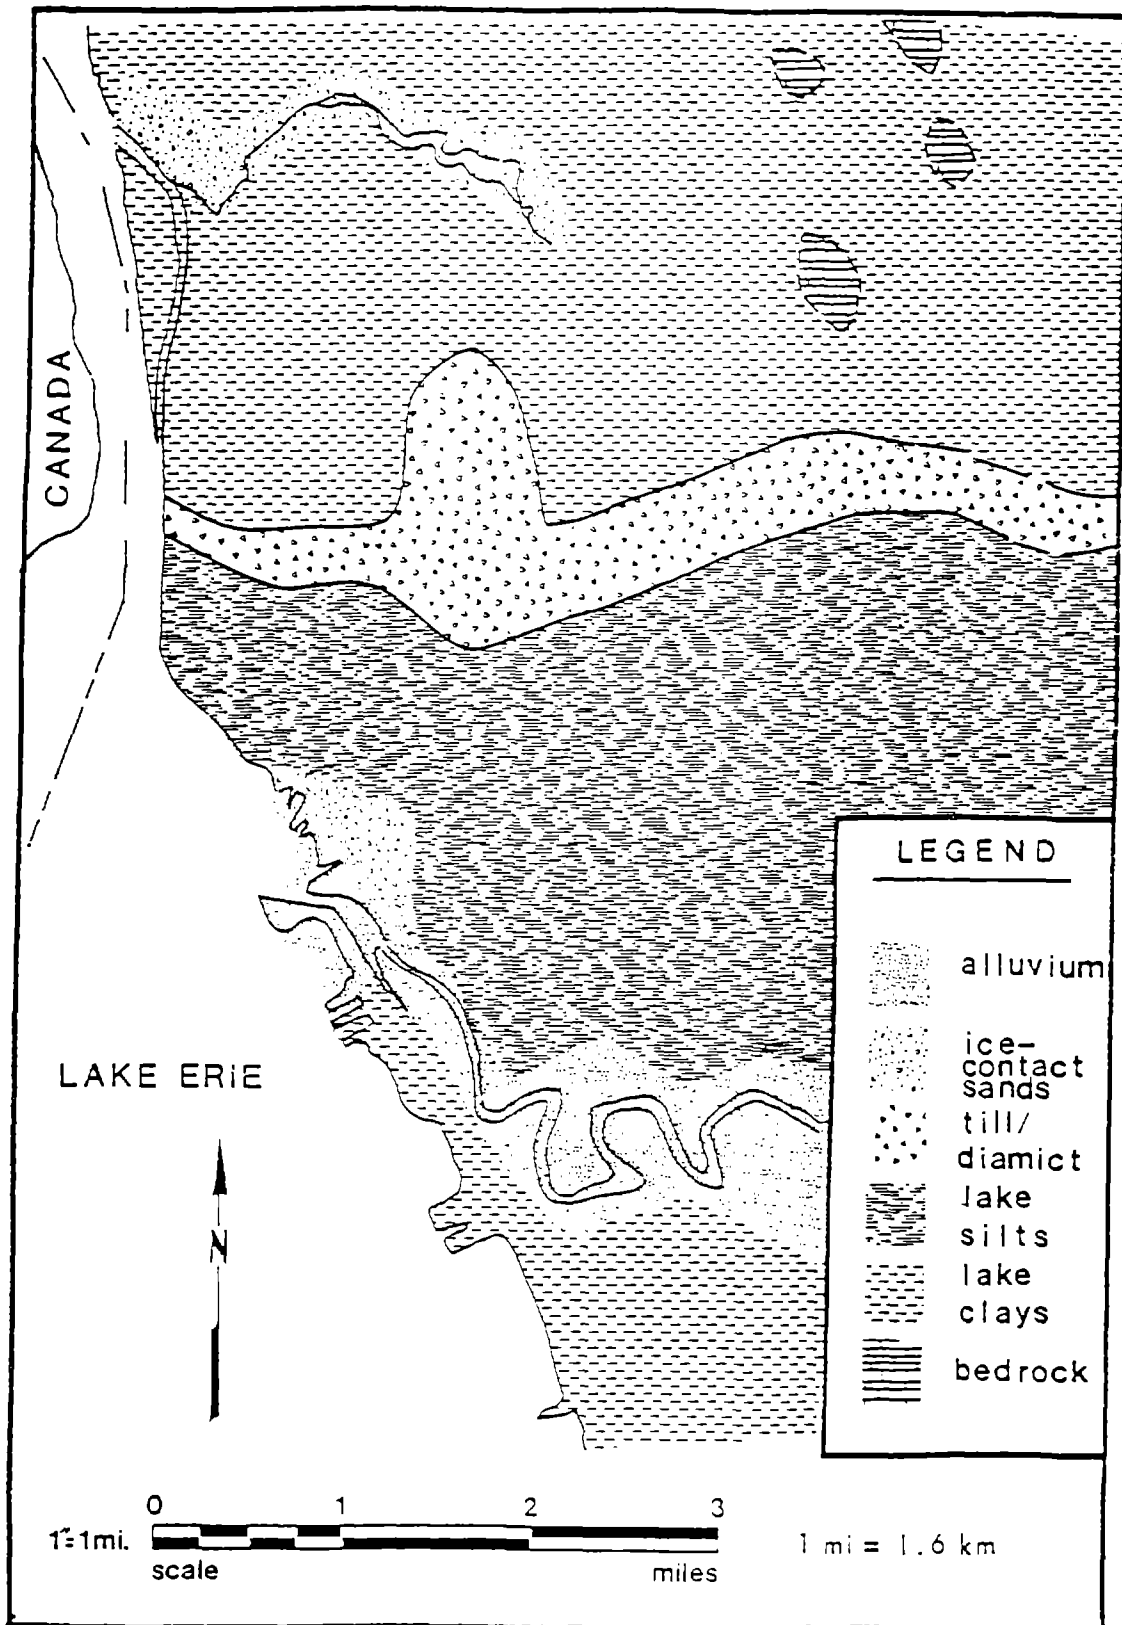 CANADA
LEGEND
alluvium
ice-
contact
sands
till/
diamict
lake
silts
lake
clays
bedrock
LAKE ERIE
N
0 1 2 3
1"=1mi.
scale miles
1 mi = 1.6 km